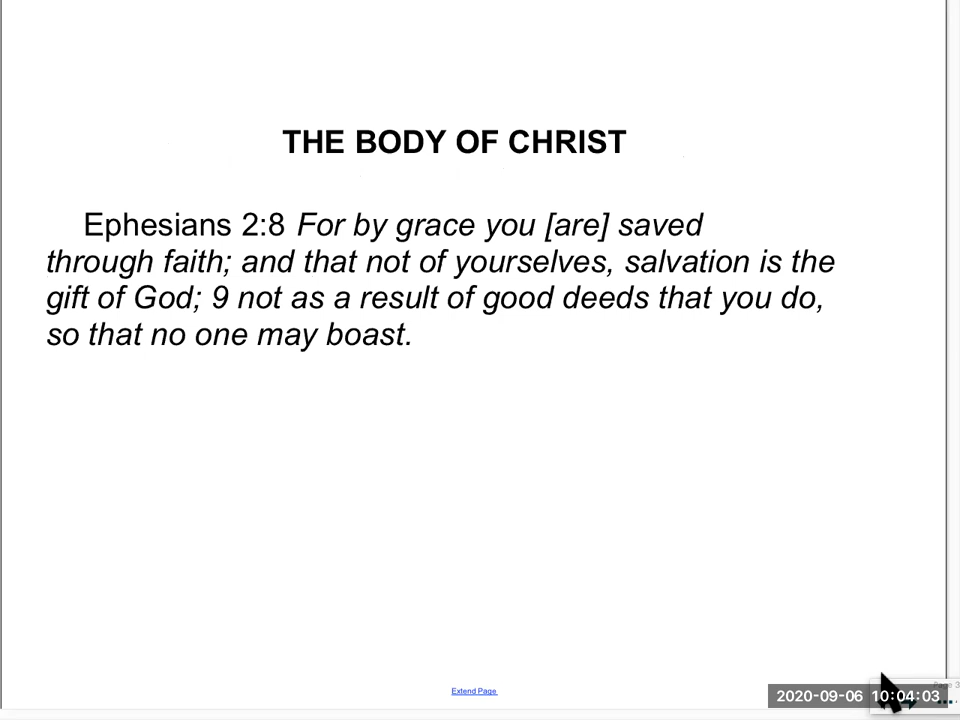 THE BODY OF CHRIST
Ephesians 2:8 For by grace you [are] saved
through faith; and that not of yourselves, salvation is the
gift of God; 9 not as a result of good deeds that you do,
so that no one may boast.
Extend Page
2020-09-06 10:04:03